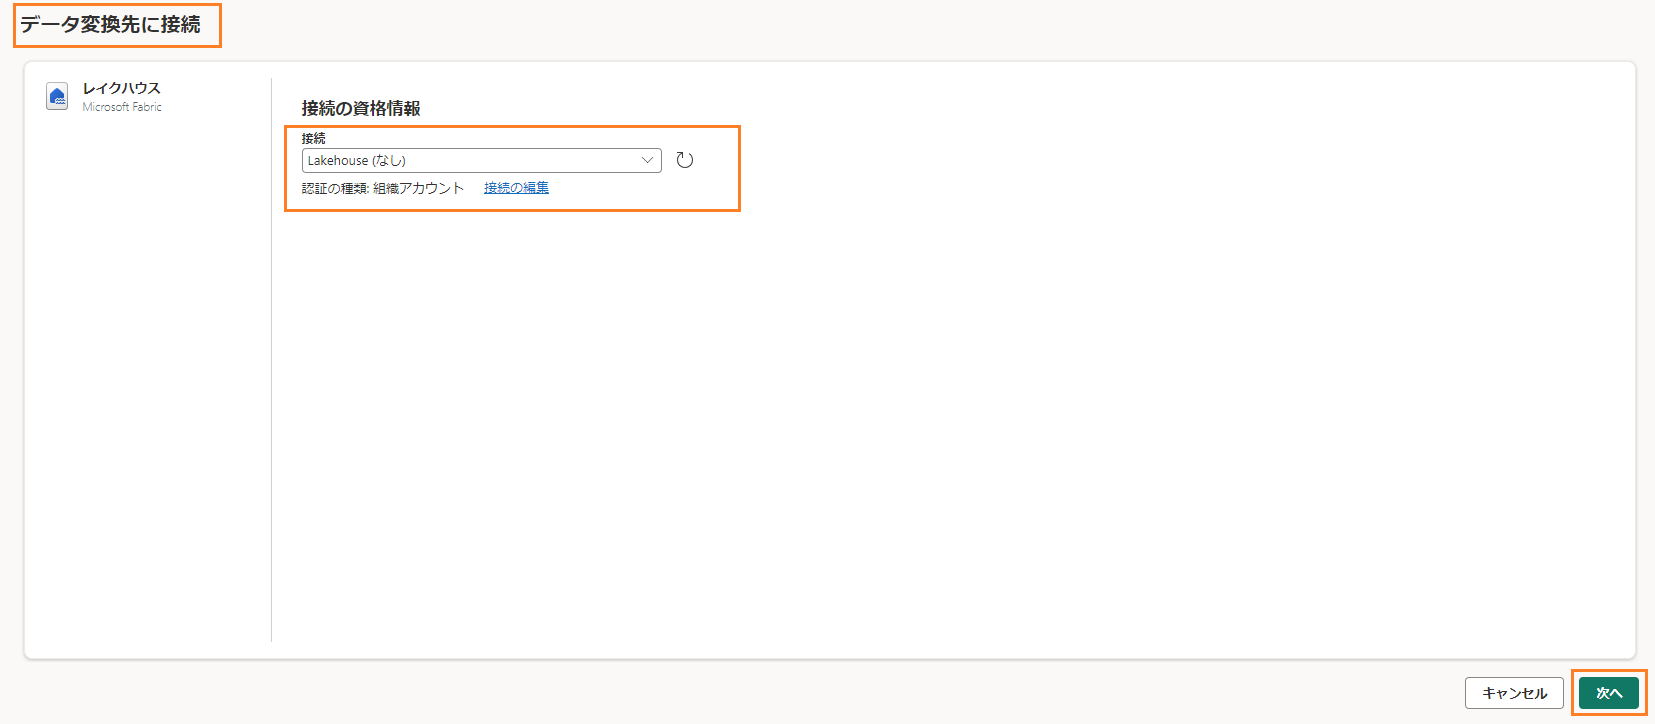 データ変換先に接続
レイクハウス
Microsoft Fabric
接続の資格情報
接続
Lakehouse (なし)
認証の種類: 組織アカウント 接続の編集
キャンセル 次へ